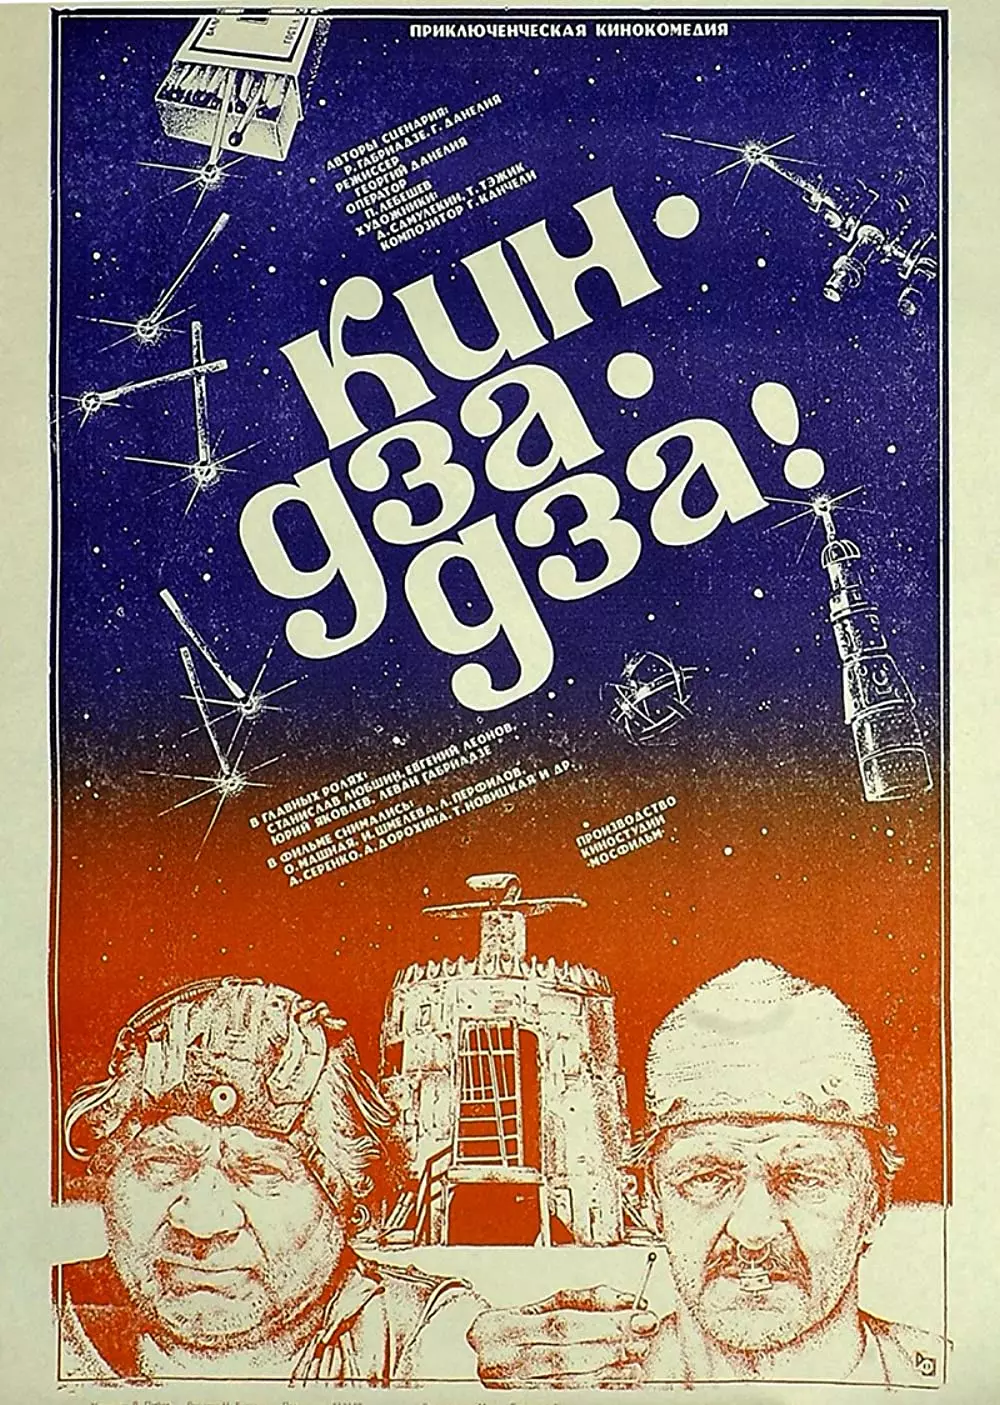 БАЛ
ГОСТ
ПРИКЛЮЧЕНЧЕСКАЯ КИНОКОМЕДИЯ
АВТОРЫ СЦЕНАРИЯ:
Р. ГАБРИАДЗЕ, Г. ДАНЕЛИЯ
РЕЖИССЕР
ГЕОРГИЙ ДАНЕЛИЯ
ОПЕРАТОР
П. ЛЕБЕШЕВ
ХУДОЖНИКИ:
А. САМУЛЕКИН, Т. ТЭЖИК
КОМПОЗИТОР Г. КАНЧЕЛИ
КИН-
ДЗА-
ДЗА!
В ГЛАВНЫХ РОЛЯХ:
СТАНИСЛАВ ЛЮБШИН, ЕВГЕНИЙ ЛЕОНОВ,
ЮРИЙ ЯКОВЛЕВ, ЛЕВАН ГАБРИАДЗЕ
В ФИЛЬМЕ СНИМАЛИСЬ:
О. МАШНАЯ, И. ШМЕЛЕВА, Л. ПЕРФИЛОВ,
А. СЕРЕНКО, А. ДОРОХИНА, Т. НОВИЦКАЯ И ДР.
ПРОИЗВОДСТВО
КИНОСТУДИИ
«МОСФИЛЬМ»